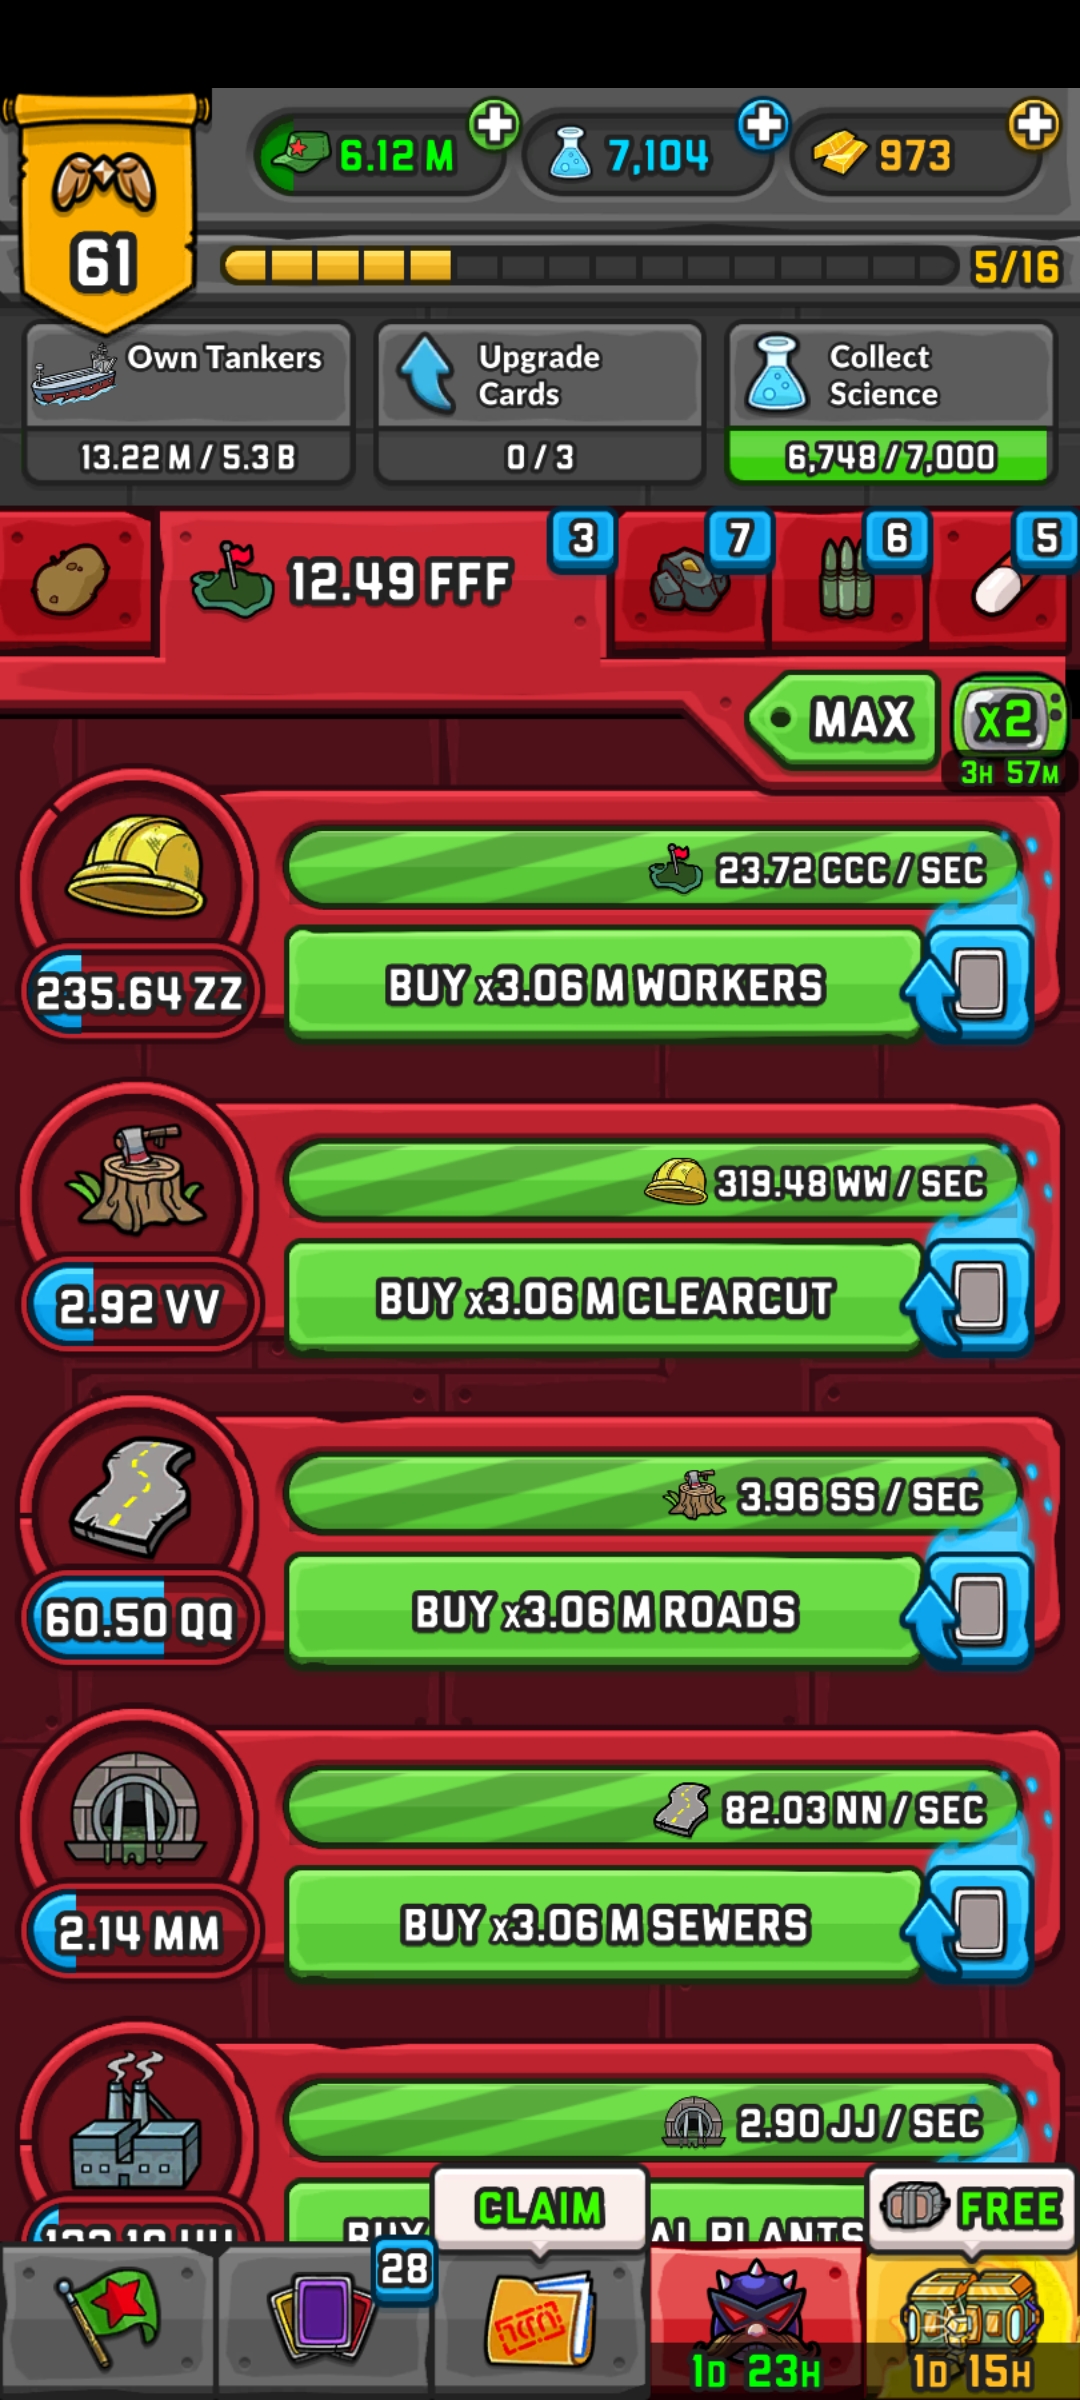 6.12 M
7,104
973
61
5/16
Own Tankers
Upgrade
Cards
Collect
Science
13.22 M / 5.3 B
0 / 3
6,748 / 7,000
12.49 FFF
3
7
6
5
MAX
x2
3H 57M
23.72 CCC / SEC
235.64 ZZ
BUY x3.06 M WORKERS
319.48 WW / SEC
2.92 VV
BUY x3.06 M CLEARCUT
3.96 SS / SEC
60.50 QQ
BUY x3.06 M ROADS
82.03 NN / SEC
2.14 MM
BUY x3.06 M SEWERS
2.90 JJ / SEC
BUY
PLANTS
CLAIM
FREE
28
1D 23H
1D 15H